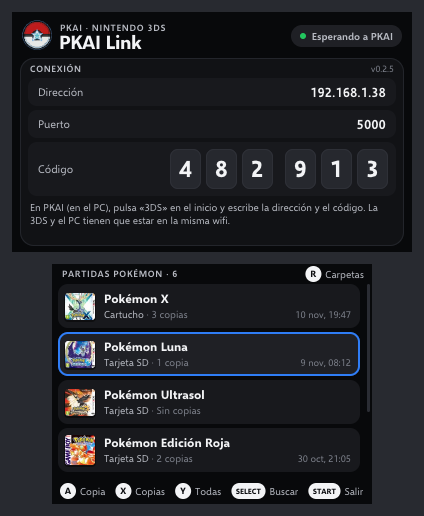 PKAI · NINTENDO 3DS
PKAI Link
Esperando a PKAI
CONEXIÓN
v0.2.5
Dirección
192.168.1.38
Puerto
5000
Código
4 8 2 9 1 3
En PKAI (en el PC), pulsa «3DS» en el inicio y escribe la dirección y el código. La
3DS y el PC tienen que estar en la misma wifi.
PARTIDAS POKÉMON · 6
R Carpetas
Pokémon X
Cartucho · 3 copias
10 nov, 19:47
Pokémon Luna
Tarjeta SD · 1 copia
9 nov, 08:12
Pokémon Ultrasol
Tarjeta SD · Sin copias
Pokémon Edición Roja
Tarjeta SD · 2 copias
30 oct, 21:05
A Copia X Copias Y Todas SELECT Buscar START Salir